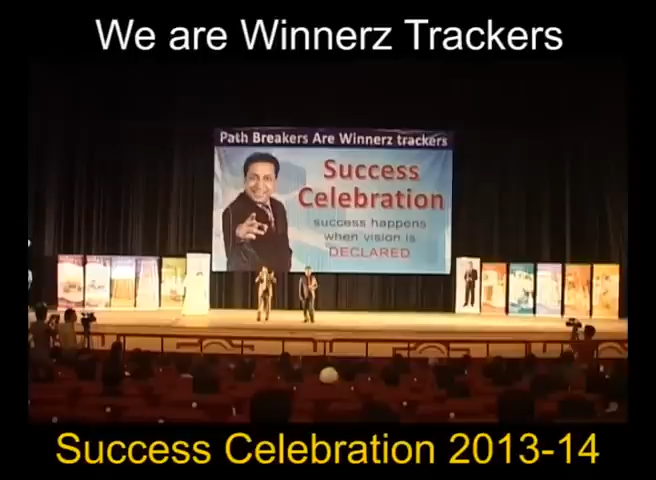 We are Winnerz Trackers
Path Breakers Are Winnerz trackers
Success
Celebration
success happens
when vision is
DECLARED
Success Celebration 2013-14